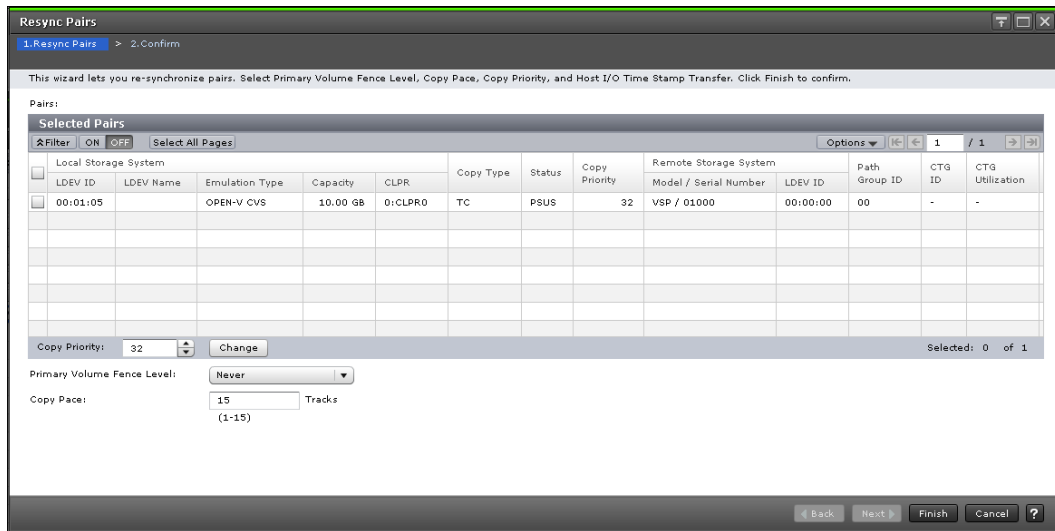 Resync Pairs
1.Resync Pairs > 2.Confirm
This wizard lets you re-synchronize pairs. Select Primary Volume Fence Level, Copy Pace, Copy Priority, and Host I/O Time Stamp Transfer. Click Finish to confirm.
Pairs:
Selected Pairs
Filter ON OFF Select All Pages Options 1 / 1
Local Storage System Copy Type Status Copy Priority Remote Storage System Path Group ID CTG ID CTG Utilization
LDEV ID LDEV Name Emulation Type Capacity CLPR Model / Serial Number LDEV ID
00:01:05 OPEN-V CVS 10.00 GB 0:CLPR0 TC PSUS 32 VSP / 01000 00:00:00 00 - -
Copy Priority: 32 Change Selected: 0 of 1
Primary Volume Fence Level: Never
Copy Pace: 15 Tracks
(1-15)
Back Next Finish Cancel ?